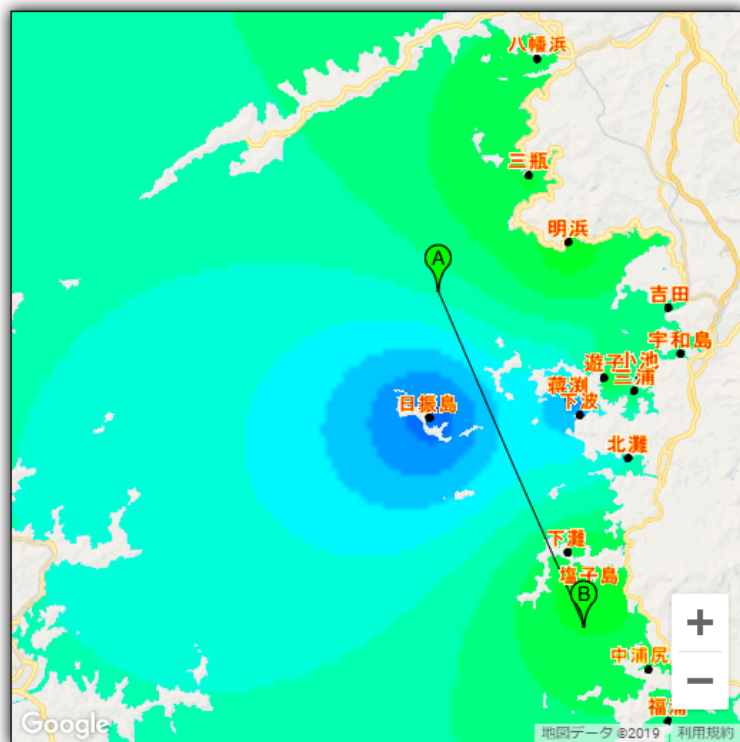 八幡浜
三瓶
明浜
A
吉田
宇和島
小池
遊子
三浦
蒋渕
下波
日振島
北灘
下灘
塩子島
B
+
中浦尻
−
福浦
Google
地図データ ©2019
利用規約